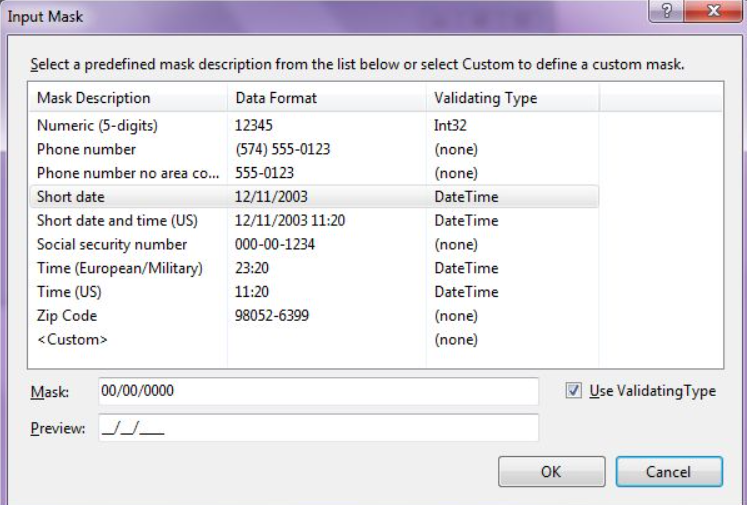 Input Mask
Select a predefined mask description from the list below or select Custom to define a custom mask.
Mask Description Data Format Validating Type
Numeric (5-digits) 12345 Int32
Phone number (574) 555-0123 (none)
Phone number no area co... 555-0123 (none)
Short date 12/11/2003 DateTime
Short date and time (US) 12/11/2003 11:20 DateTime
Social security number 000-00-1234 (none)
Time (European/Military) 23:20 DateTime
Time (US) 11:20 DateTime
Zip Code 98052-6399 (none)
<Custom> (none)
Mask: 00/00/0000 Use ValidatingType
Preview: __/__/____
OK Cancel